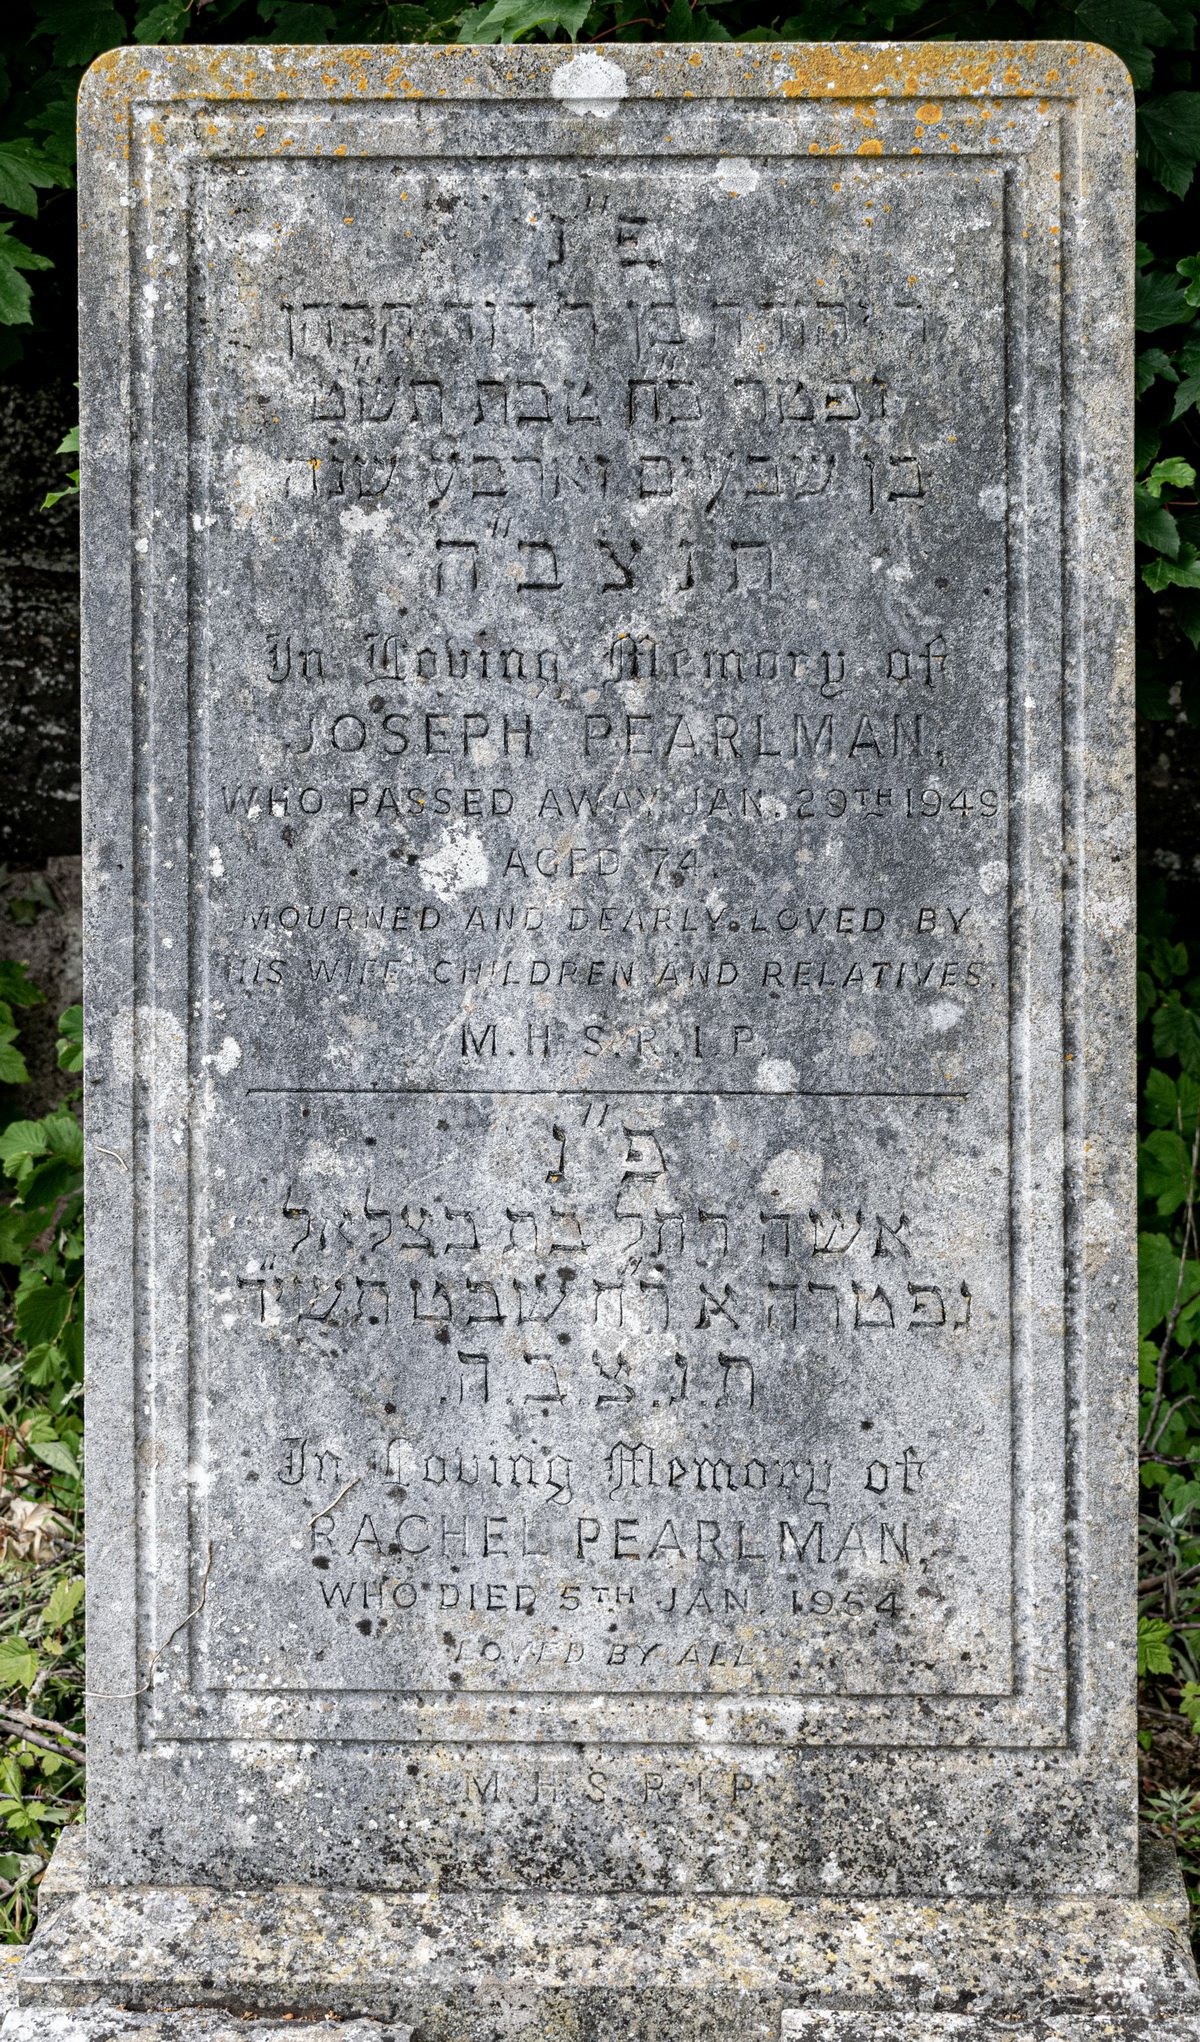 פ״נ
ר יהודה בן ר דוד הכהן
נפטר כ״ח טבת תש״ט
בן שבעים וארבע שנה
ת נ צ ב״ה
In Loving Memory of
JOSEPH PEARLMAN,
WHO PASSED AWAY JAN. 29TH 1949
AGED 74.
MOURNED AND DEARLY LOVED BY
HIS WIFE, CHILDREN AND RELATIVES.
M.H.S.R.I.P.
פ״נ
אשה רחל בת בצלאל
נפטרה א ר״ח שבט תשי״ד
ת.נ.צ.ב.ה.
In Loving Memory of
RACHEL PEARLMAN,
WHO DIED 5TH JAN. 1954.
LOVED BY ALL
M.H.S.R.I.P.